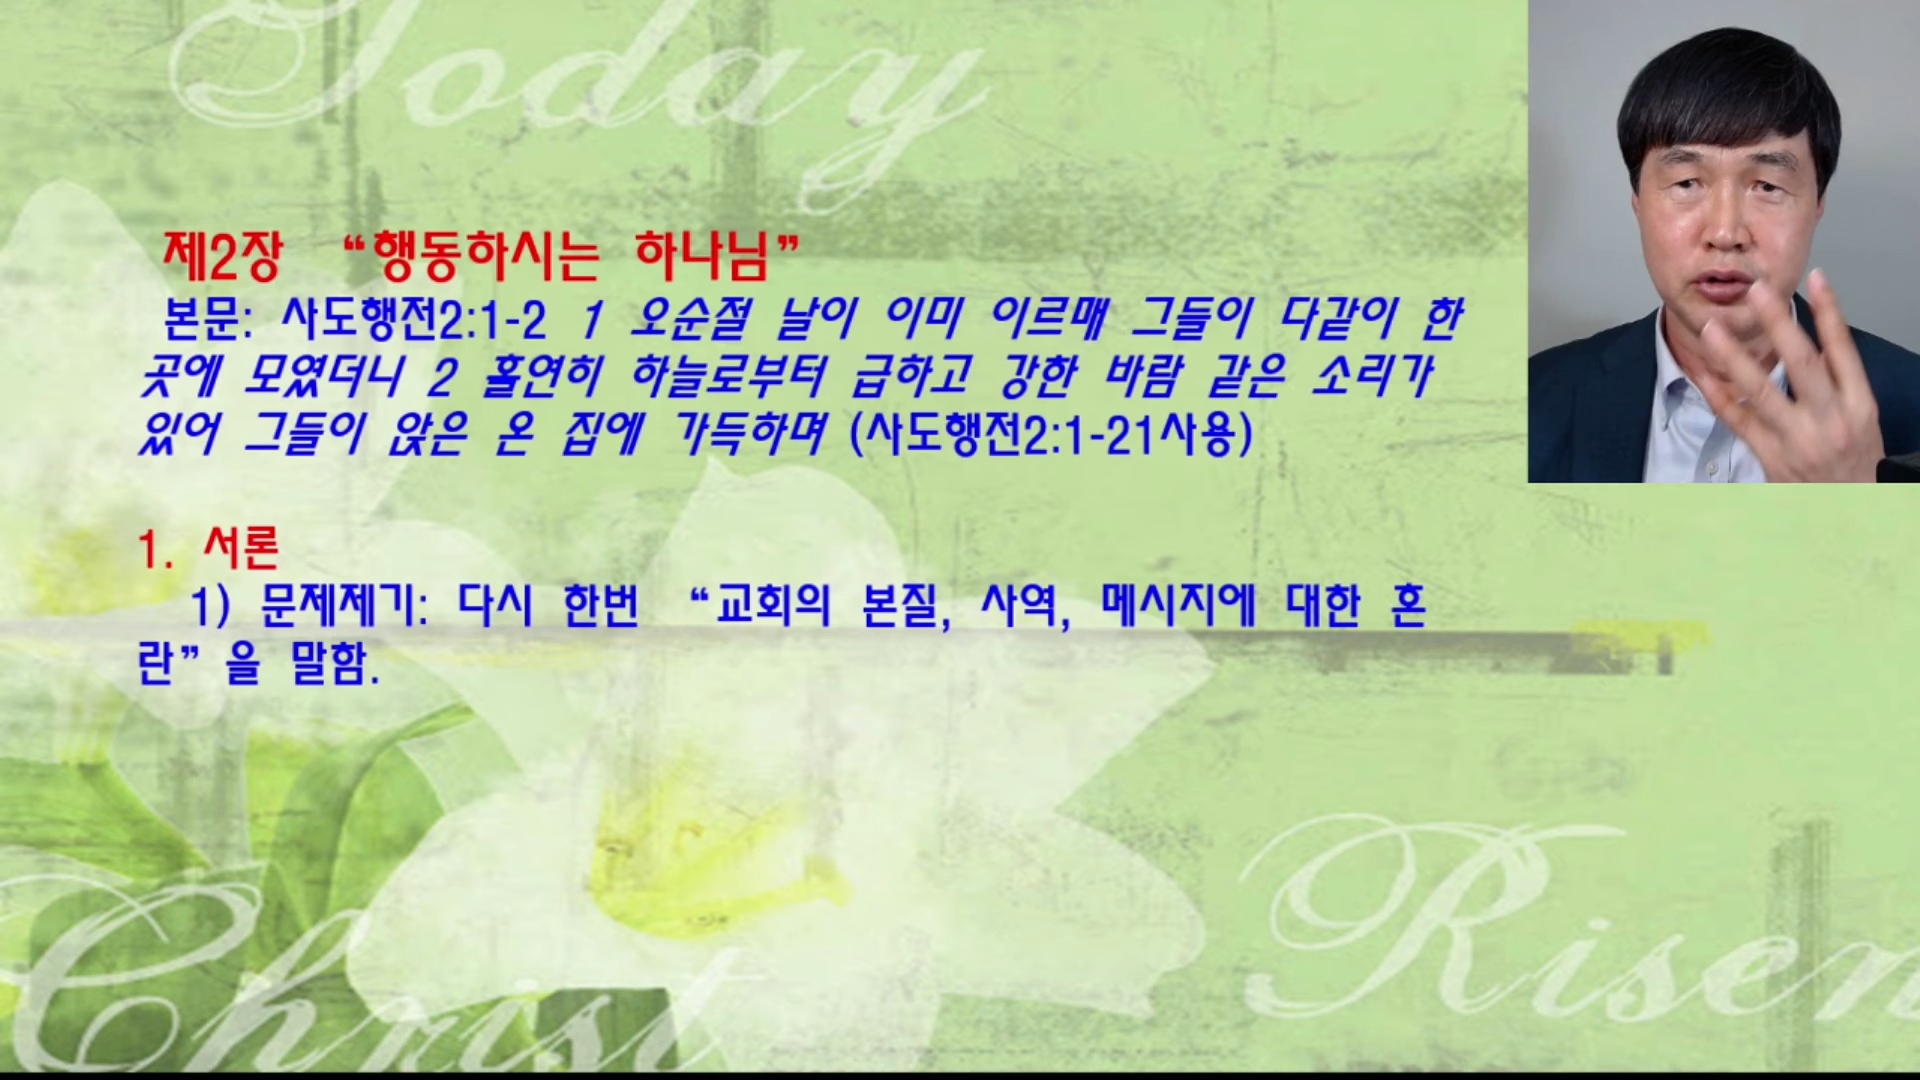 Today
제2장 “행동하시는 하나님”
본문: 사도행전2:1-2 1 오순절 날이 이미 이르매 그들이 다같이 한
곳에 모였더니 2 홀연히 하늘로부터 급하고 강한 바람 같은 소리가
있어 그들이 앉은 온 집에 가득하며 (사도행전2:1-21사용)
1. 서론
1) 문제제기: 다시 한번 “교회의 본질, 사역, 메시지에 대한 혼
란” 을 말함.
Risen
Christ